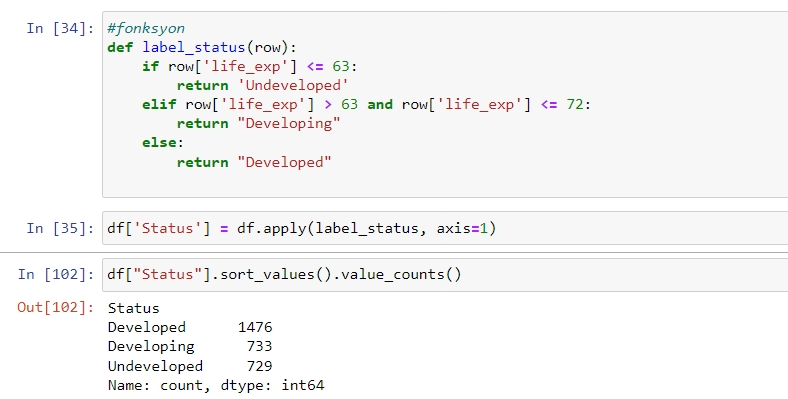 In [34]: #fonksyon
def label_status(row):
    if row['life_exp'] <= 63:
        return 'Undeveloped'
    elif row['life_exp'] > 63 and row['life_exp'] <= 72:
        return "Developing"
    else:
        return "Developed"
In [35]: df['Status'] = df.apply(label_status, axis=1)
In [102]: df["Status"].sort_values().value_counts()
Out[102]: Status
Developed      1476
Developing      733
Undeveloped     729
Name: count, dtype: int64